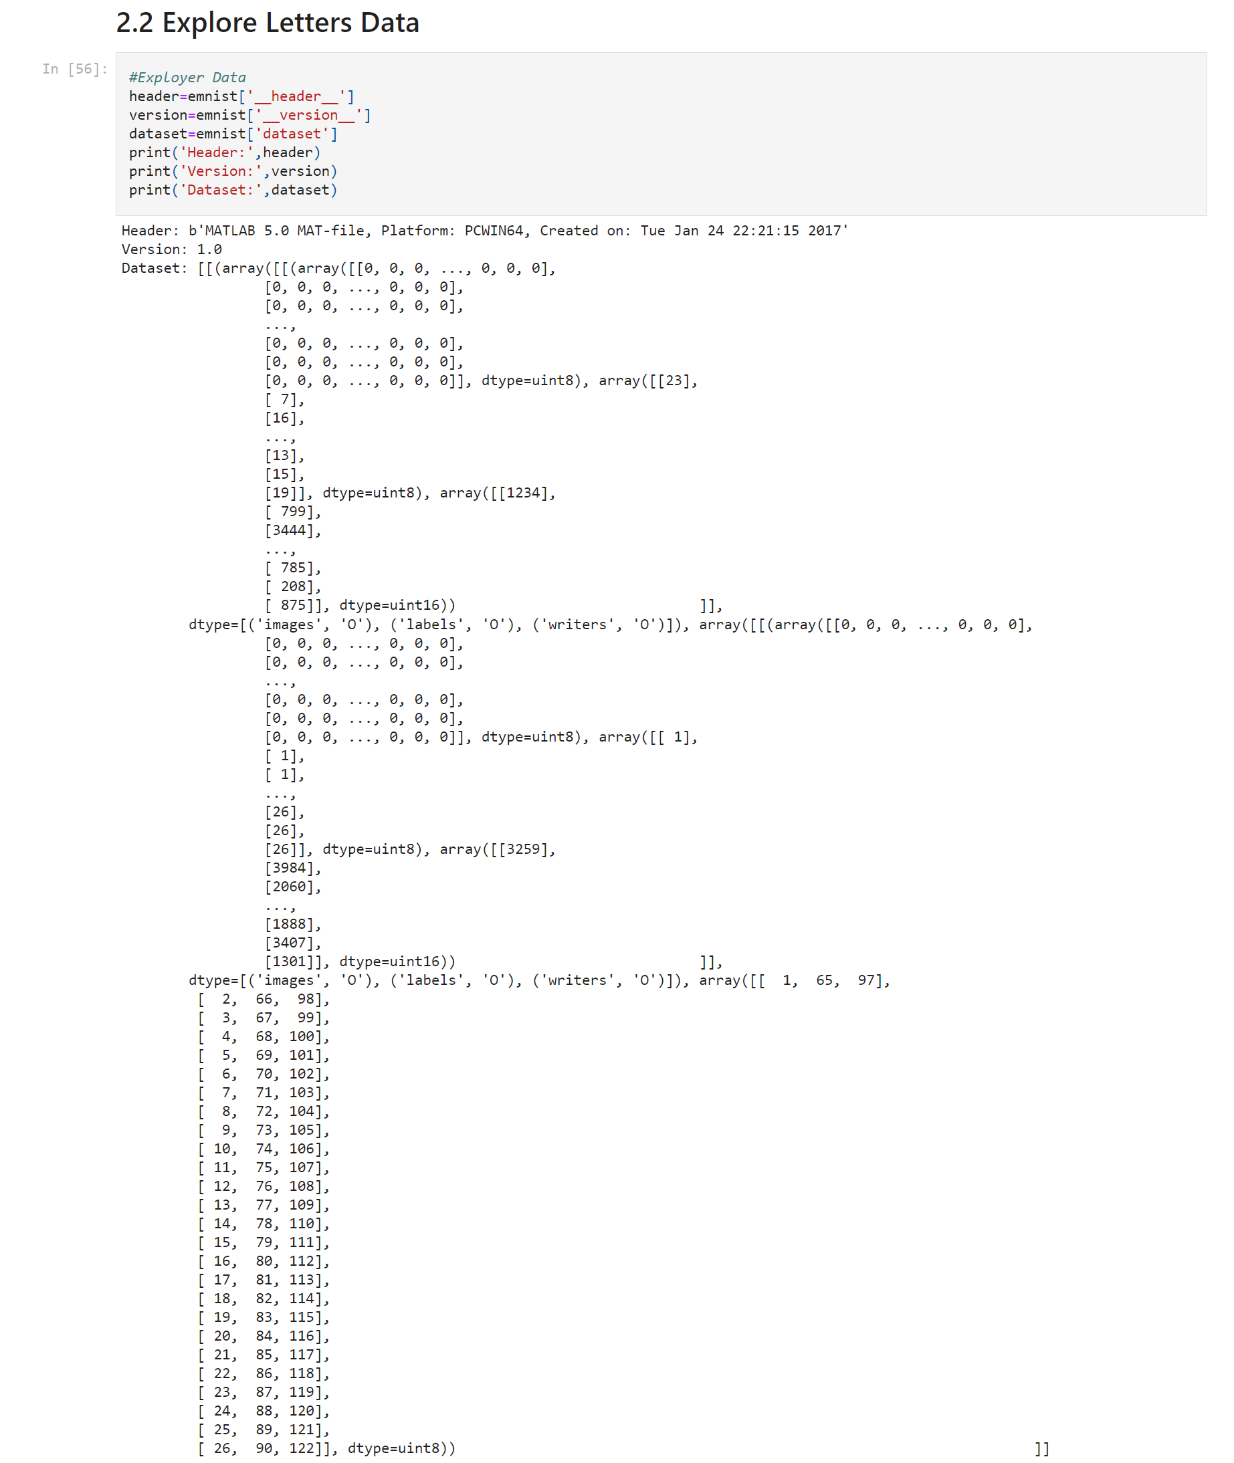 2.2 Explore Letters Data
In [56]:
#Exployer Data
header=emnist['__header__']
version=emnist['__version__']
dataset=emnist['dataset']
print('Header:',header)
print('Version:',version)
print('Dataset:',dataset)
Header: b'MATLAB 5.0 MAT-file, Platform: PCWIN64, Created on: Tue Jan 24 22:21:15 2017'
Version: 1.0
Dataset: [[(array([[(array([[0, 0, 0, ..., 0, 0, 0],
[0, 0, 0, ..., 0, 0, 0],
[0, 0, 0, ..., 0, 0, 0],
...,
[0, 0, 0, ..., 0, 0, 0],
[0, 0, 0, ..., 0, 0, 0],
[0, 0, 0, ..., 0, 0, 0]], dtype=uint8), array([[23],
[ 7],
[16],
...,
[13],
[15],
[19]], dtype=uint8), array([[1234],
[ 799],
[3444],
...,
[ 785],
[ 208],
[ 875]], dtype=uint16)) ]],
dtype=[('images', 'O'), ('labels', 'O'), ('writers', 'O')]), array([[(array([[0, 0, 0, ..., 0, 0, 0],
[0, 0, 0, ..., 0, 0, 0],
[0, 0, 0, ..., 0, 0, 0],
...,
[0, 0, 0, ..., 0, 0, 0],
[0, 0, 0, ..., 0, 0, 0],
[0, 0, 0, ..., 0, 0, 0]], dtype=uint8), array([[ 1],
[ 1],
[ 1],
...,
[26],
[26],
[26]], dtype=uint8), array([[3259],
[3984],
[2060],
...,
[1888],
[3407],
[1301]], dtype=uint16)) ]],
dtype=[('images', 'O'), ('labels', 'O'), ('writers', 'O')]), array([[  1,  65,  97],
[  2,  66,  98],
[  3,  67,  99],
[  4,  68, 100],
[  5,  69, 101],
[  6,  70, 102],
[  7,  71, 103],
[  8,  72, 104],
[  9,  73, 105],
[ 10,  74, 106],
[ 11,  75, 107],
[ 12,  76, 108],
[ 13,  77, 109],
[ 14,  78, 110],
[ 15,  79, 111],
[ 16,  80, 112],
[ 17,  81, 113],
[ 18,  82, 114],
[ 19,  83, 115],
[ 20,  84, 116],
[ 21,  85, 117],
[ 22,  86, 118],
[ 23,  87, 119],
[ 24,  88, 120],
[ 25,  89, 121],
[ 26,  90, 122]], dtype=uint8)) ]]